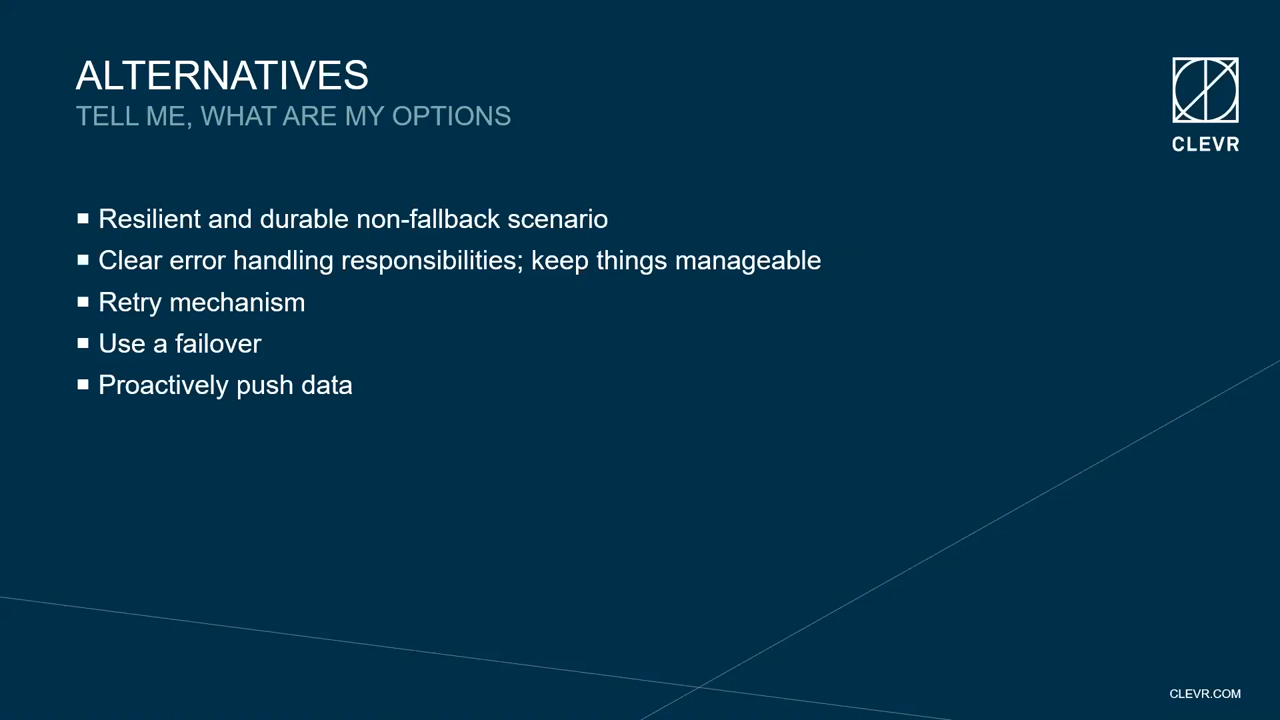 ALTERNATIVES
TELL ME, WHAT ARE MY OPTIONS
CLEVR
Resilient and durable non-fallback scenario
Clear error handling responsibilities; keep things manageable
Retry mechanism
Use a failover
Proactively push data
CLEVR.COM